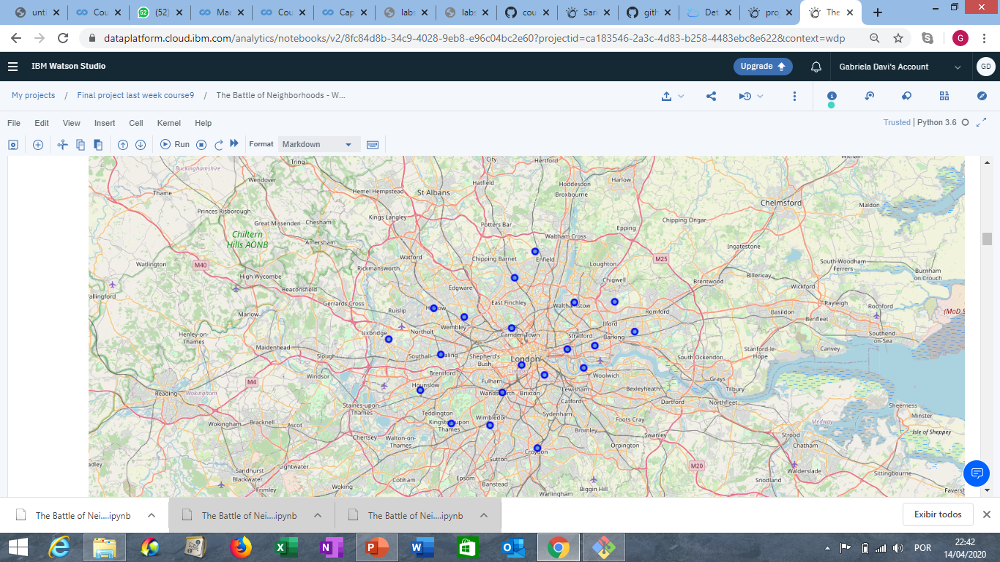 unti
Cou
52
(52)
Mac
Cou
Cap
labs
labs
cou
Sari
gith
Det
pro
The
dataplatform.cloud.ibm.com/analytics/notebooks/v2/8fc84d8b-34c9-4028-9eb8-e96c04bc2e60?projectid=ca183546-2a3c-4d83-b258-4483ebc8e622&context=wdp
G
IBM Watson Studio
Upgrade
Gabriela Davi's Account
GD
My projects / Final project last week course9 / The Battle of Neighborhoods - W...
File Edit View Insert Cell Kernel Help
Trusted | Python 3.6
Run
Format
Markdown
Tring
City
Hertford
Witham
Buckinghamshire
Wendover
Hatfield
Hoddesdon
Harlow
Thame
Hemel Hempstead
St Albans
Broxbourne
Chelmsford
Maldon
Princes Risborough
Kings Langley
Great Missenden
Chesham
Potters Bar
Chipping Ongar
Epping
Chiltern
Hills AONB
Amersham
Waltham Cross
Ingatestone
Watford
Chipping Barnet
Enfield
M25
Watlington
M40
Rickmansworth
Loughton
South Woodham
Ferrers
High Wycombe
Chigwell
Brentwood
Billericay
Burnham
on Crouch
Beaconsfield
Edgware
Wickford
allingford
Gerrards Cross
East Finchley
Walthamstow
Rayleigh
Rochford
Ruislip
Harrow
Romford
Basildon
(MoD S
Marlow
Ilford
Benfleet
Uxbridge
Northolt
Wembley
Camden Town
Stratford
Barking
Southend-
on-Sea
Henley-on-
Thames
Maidenhead
Stanford-le-
Hope
Canvey
Slough
Southall
Ealing
Shepherd's
Bush
London
South Ockendon
London
Windsor
Brentford
Woolwich
Grays
M4
Fulham
Hounslow
Bexleyheath
Tilbury
Reading
Wokingham
Wandsworth
Brixton
Lewisham
Catford
Dartford
Northfleet
Staines-upon-
Thames
Sheerness
Teddington
Wimbledon
Sydenham
Minster
Wokingham
Bracknell
Ascot
Kingston upon
Thames
Foots Cray
Medway
Bromley
Isle of Sheppey
Chertsey
Walton-on-
Thames
Swanley
Strood
Orpington
Chatham
Croydon
adley
Sutton
M20
Lightwater
Sandhurst
Blackwater
Walderslade
Sittingbourne
Cobham
Epsom
Snodland
Woking
Banstead
Biggin Hill
Frimley
Warlingham
Faversh
The Battle of Nei....ipynb
The Battle of Nei....ipynb
The Battle of Nei....ipynb
Exibir todos
POR
22:42
14/04/2020